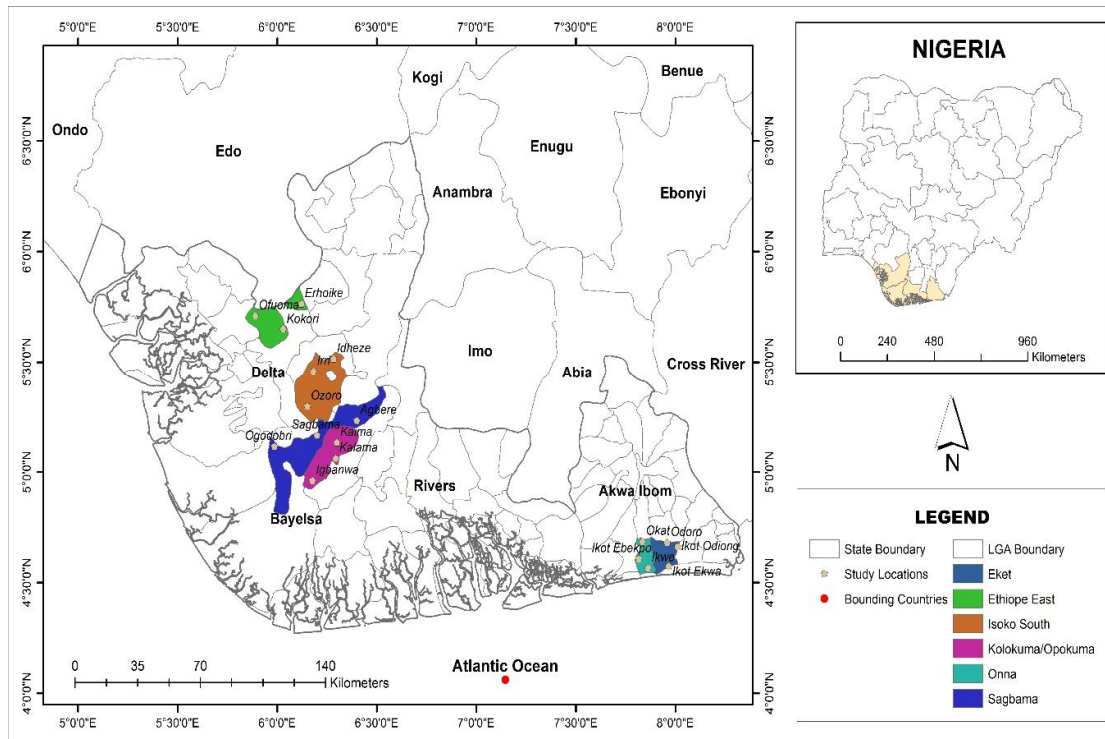 5°0'0"E 5°30'0"E 6°0'0"E 6°30'0"E 7°0'0"E 7°30'0"E 8°0'0"E
6°30'0"N
6°0'0"N
5°30'0"N
5°0'0"N
4°30'0"N
4°0'0"N
Kogi
Benue
Ondo
Edo
Enugu
Anambra
Ebonyi
Erhoike
Ofuoma
Kokori
Idheze
Irri
Imo
Delta
Abia
Cross River
Ozoro
Agbere
Sagbama
Ogodobri
Kaima
Kalama
Igbanwa
Rivers
Akwa Ibom
Bayelsa
Okat
Odoro
Ikot Ebekpo
Ikwe
Ikot Odiong
Ikot Ekwa
0 35 70 140
Kilometers
Atlantic Ocean
6°30'0"N
6°0'0"N
5°30'0"N
5°0'0"N
4°30'0"N
4°0'0"N
5°0'0"E 5°30'0"E 6°0'0"E 6°30'0"E 7°0'0"E 7°30'0"E 8°0'0"E
NIGERIA
0 240 480 960
Kilometers
N
LEGEND
State Boundary
Study Locations
Bounding Countries
LGA Boundary
Eket
Ethiope East
Isoko South
Kolokuma/Opokuma
Onna
Sagbama